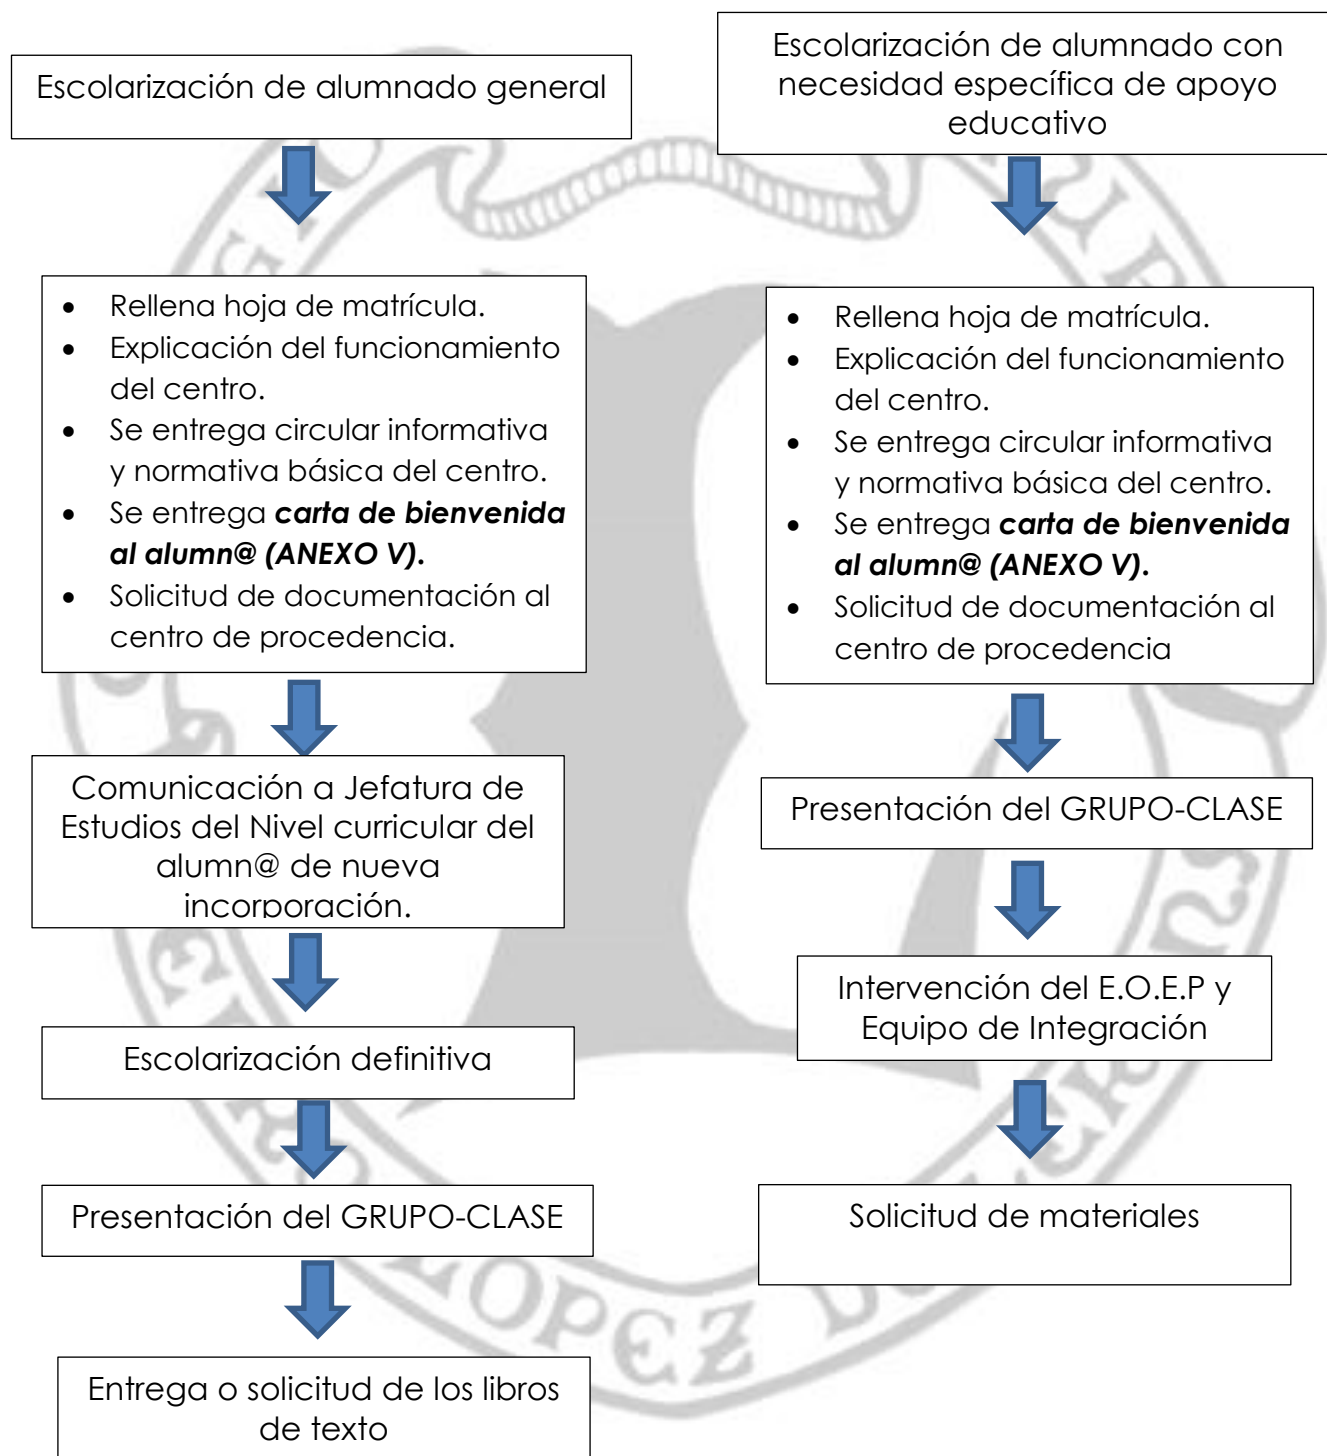 Escolarización de alumnado general
Rellena hoja de matrícula.
Explicación del funcionamiento
del centro.
Se entrega circular informativa
y normativa básica del centro.
Se entrega carta de bienvenida
al alumn@ (ANEXO V).
Solicitud de documentación al
centro de procedencia.
Comunicación a Jefatura de
Estudios del Nivel curricular del
alumn@ de nueva
incorporación.
Escolarización definitiva
Presentación del GRUPO-CLASE
Entrega o solicitud de los libros
de texto
Escolarización de alumnado con
necesidad específica de apoyo
educativo
Rellena hoja de matrícula.
Explicación del funcionamiento
del centro.
Se entrega circular informativa
y normativa básica del centro.
Se entrega carta de bienvenida
al alumn@ (ANEXO V).
Solicitud de documentación al
centro de procedencia
Presentación del GRUPO-CLASE
Intervención del E.O.E.P y
Equipo de Integración
Solicitud de materiales
LOPEZ